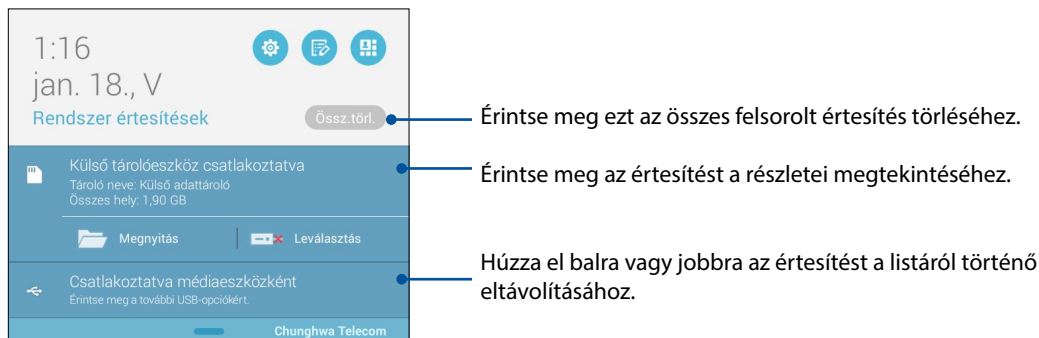 1:16
jan. 18., V
Rendszer értesítések
Össz.törl.
Érintse meg ezt az összes felsorolt értesítés törléséhez.
Külső tárolóeszköz csatlakoztatva
Tároló neve: Külső adattároló
Összes hely: 1,90 GB
Érintse meg az értesítést a részletei megtekintéséhez.
Megnyitás
Leválasztás
Csatlakoztatva médiaeszközként
Érintse meg a további USB-opciókért.
Húzza el balra vagy jobbra az értesítést a listáról történő
eltávolításához.
Chunghwa Telecom